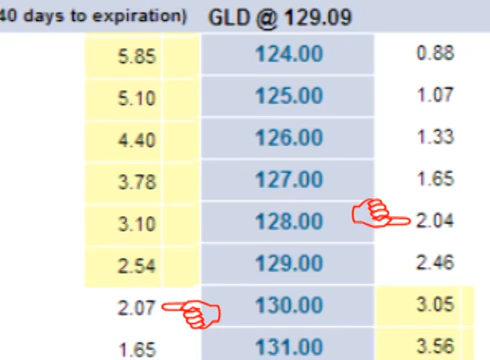 40 days to expiration) GLD @ 129.09
5.85 124.00 0.88
5.10 125.00 1.07
4.40 126.00 1.33
3.78 127.00 1.65
3.10 128.00 2.04
2.54 129.00 2.46
2.07 130.00 3.05
1.65 131.00 3.56